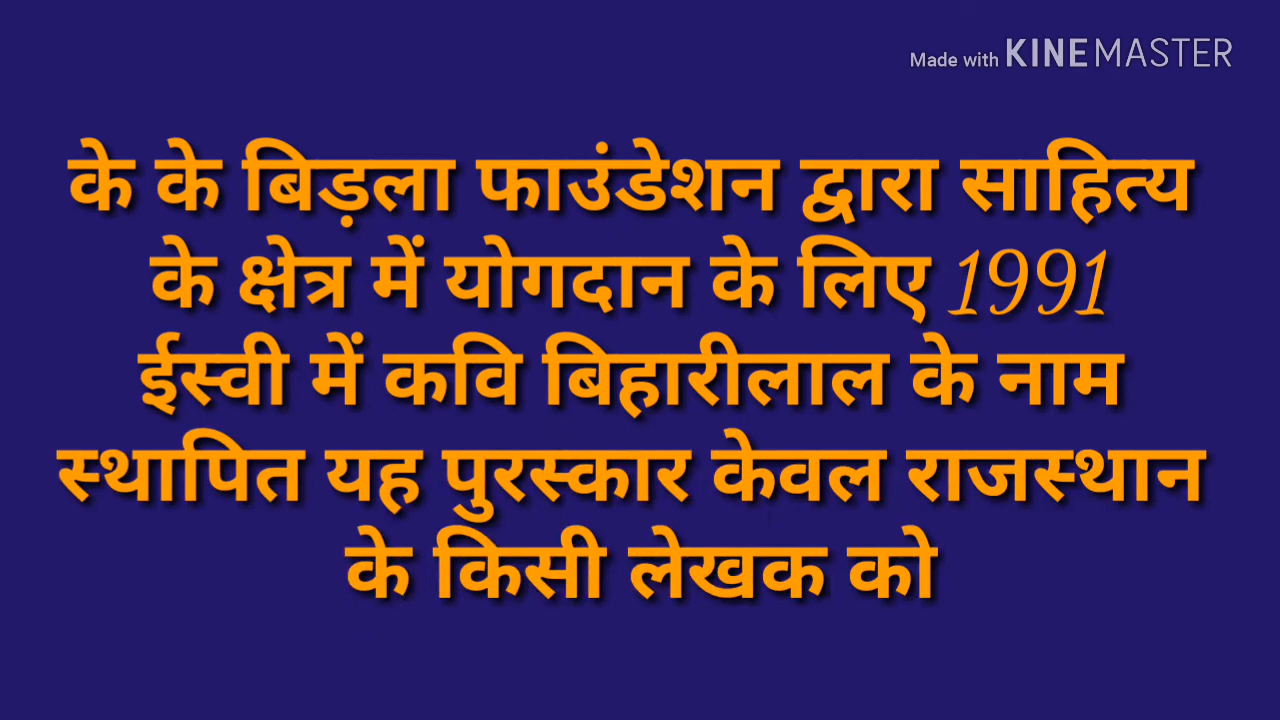 Made with KINEMASTER
के के बिड़ला फाउंडेशन द्वारा साहित्य
के क्षेत्र में योगदान के लिए 1991
ईस्वी में कवि बिहारीलाल के नाम
स्थापित यह पुरस्कार केवल राजस्थान
के किसी लेखक को